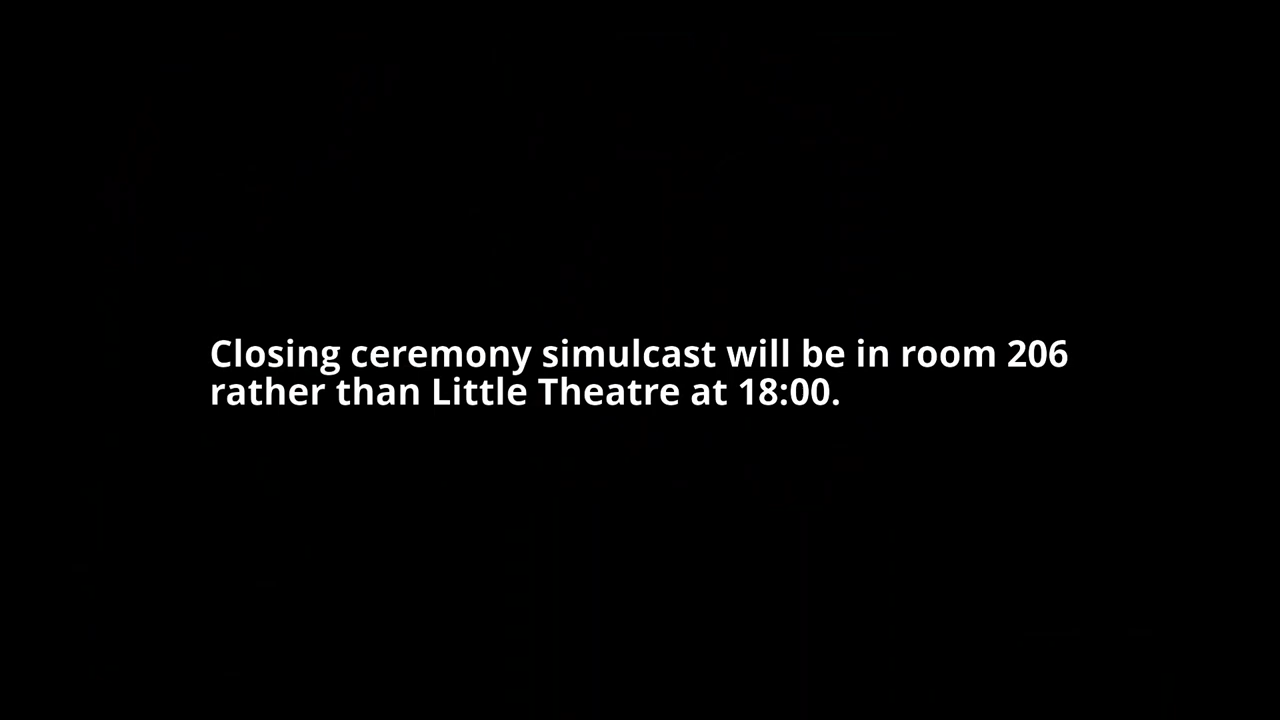 Closing ceremony simulcast will be in room 206
rather than Little Theatre at 18:00.